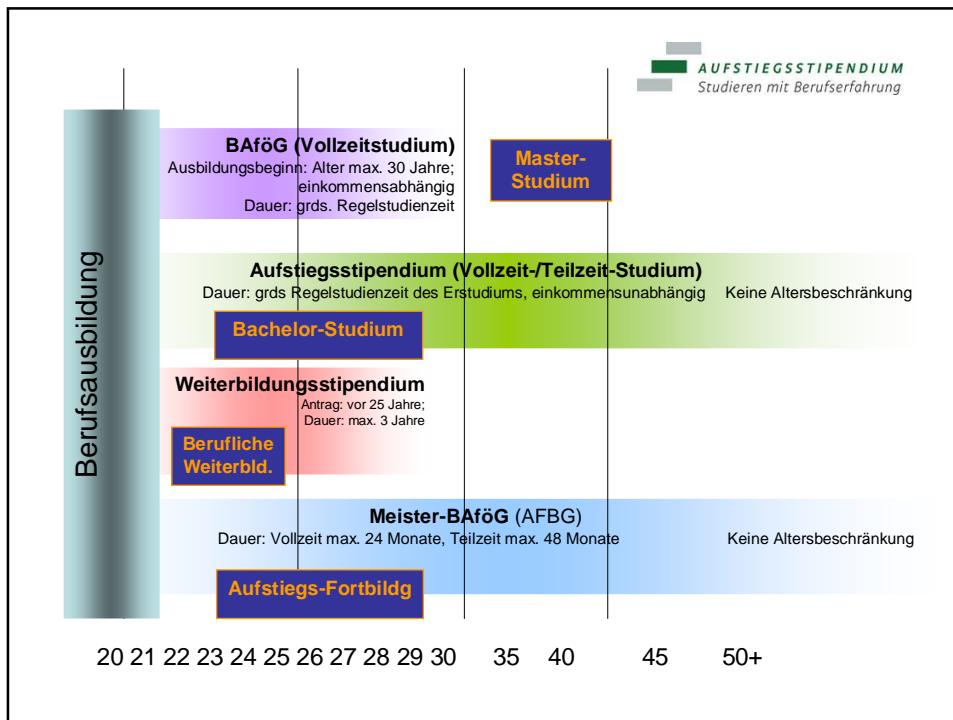 AUFSTIEGSSTIPENDIUM
Studieren mit Berufserfahrung
Berufsausbildung
BAföG (Vollzeitstudium)
Ausbildungsbeginn: Alter max. 30 Jahre;
einkommensabhängig
Dauer: grds. Regelstudienzeit
Master-
Studium
Aufstiegsstipendium (Vollzeit-/Teilzeit-Studium)
Dauer: grds Regelstudienzeit des Erstudiums, einkommensunabhängig
Keine Altersbeschränkung
Bachelor-Studium
Weiterbildungsstipendium
Antrag: vor 25 Jahre;
Dauer: max. 3 Jahre
Berufliche
Weiterbld.
Meister-BAföG (AFBG)
Dauer: Vollzeit max. 24 Monate, Teilzeit max. 48 Monate
Keine Altersbeschränkung
Aufstiegs-Fortbildg
20 21 22 23 24 25 26 27 28 29 30 35 40 45 50+